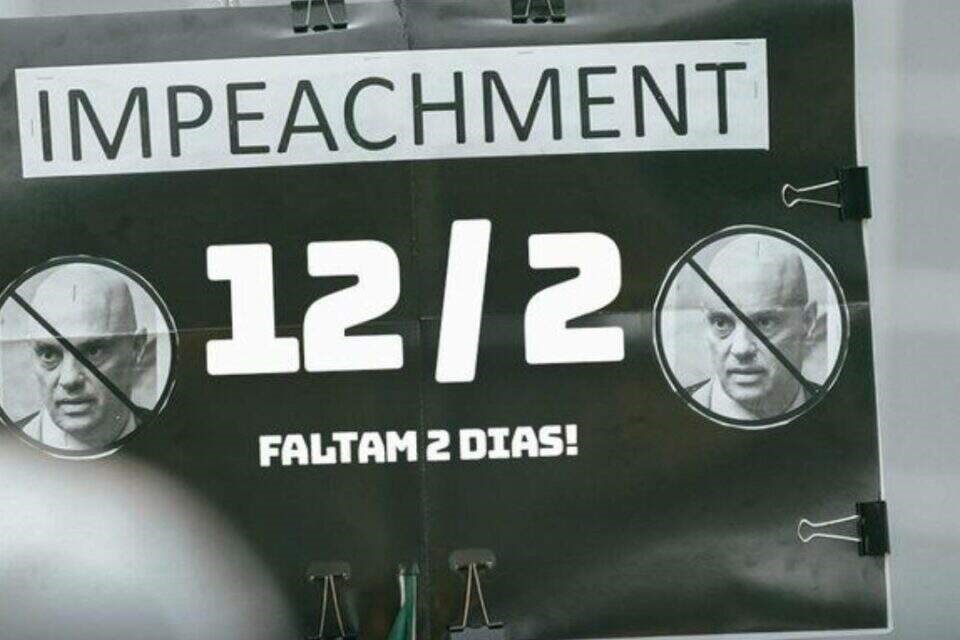 IMPEACHMENT
12/2
FALTAM 2 DIAS!